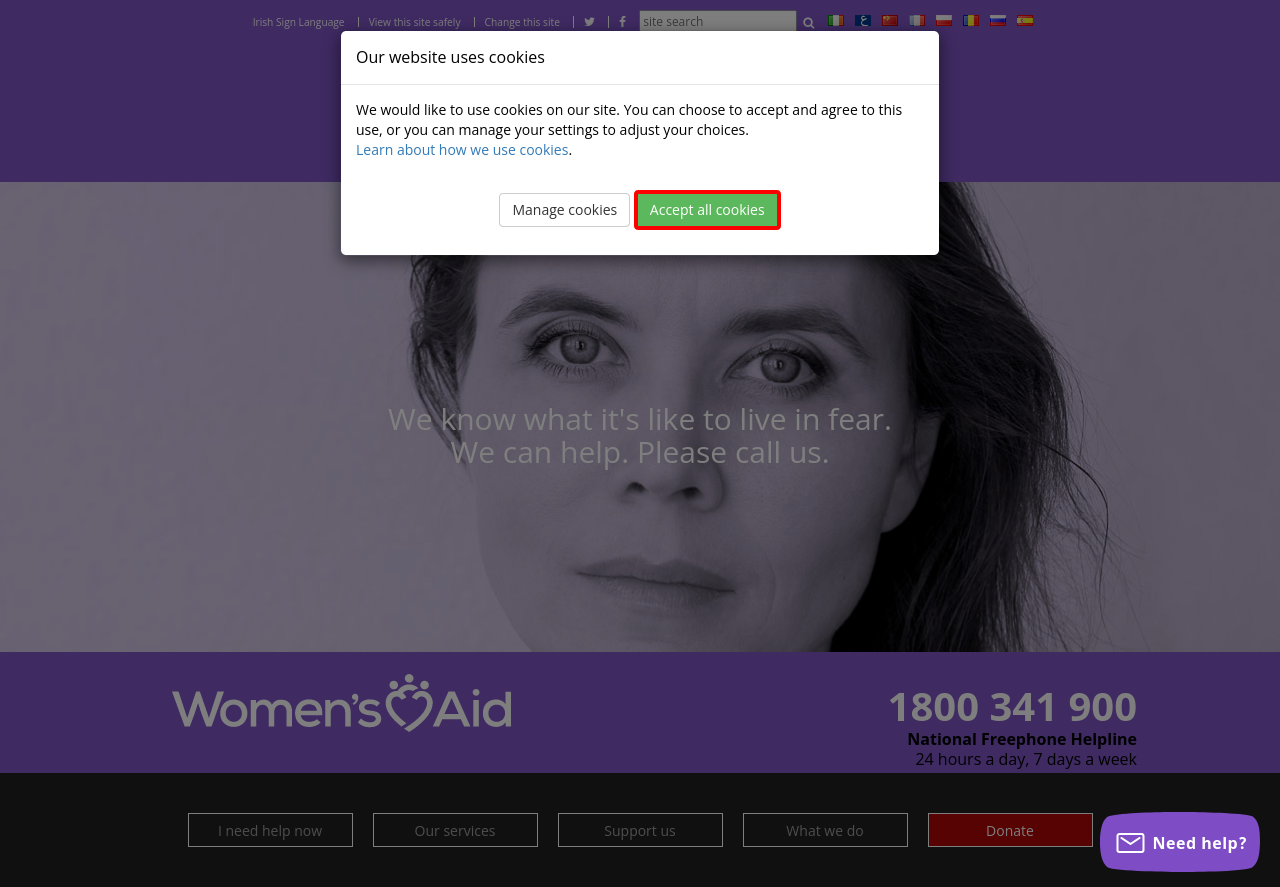 Irish Sign Language
View this site safely
Change this site
site search
Our website uses cookies
We would like to use cookies on our site. You can choose to accept and agree to this
use, or you can manage your settings to adjust your choices.
Learn about how we use cookies.
Manage cookies
Accept all cookies
We know what it's like to live in fear.
We can help. Please call us.
Women's Aid
1800 341 900
National Freephone Helpline
24 hours a day, 7 days a week
I need help now
Our services
Support us
What we do
Donate
Need help?